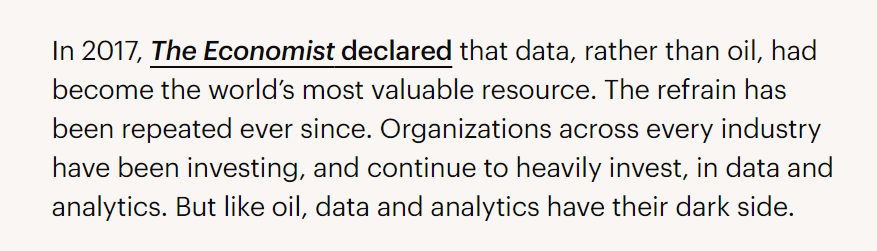 In 2017, The Economist declared that data, rather than oil, had
become the world’s most valuable resource. The refrain has
been repeated ever since. Organizations across every industry
have been investing, and continue to heavily invest, in data and
analytics. But like oil, data and analytics have their dark side.